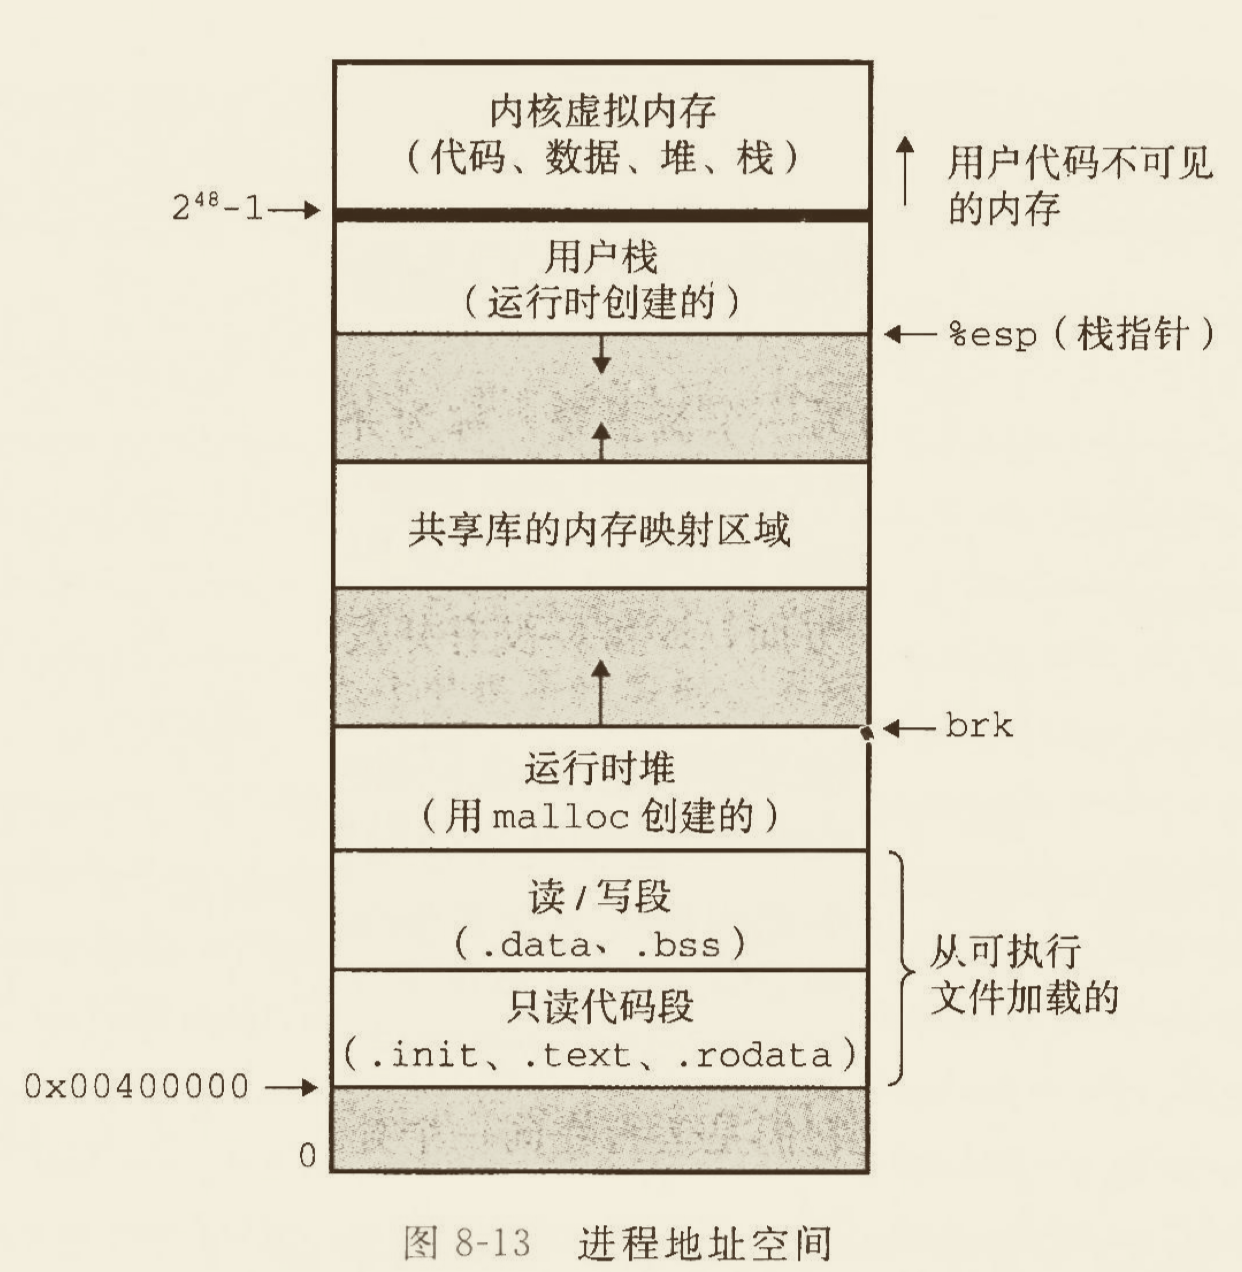 内核虚拟内存
（代码、数据、堆、栈）
用户代码不可见
的内存
2⁴⁸-1
用户栈
（运行时创建的）
%esp（栈指针）
共享库的内存映射区域
brk
运行时堆
（用 malloc 创建的）
读/写段
（.data、.bss）
从可执行
文件加载的
只读代码段
（.init、.text、.rodata）
0x00400000
0
图 8-13 进程地址空间